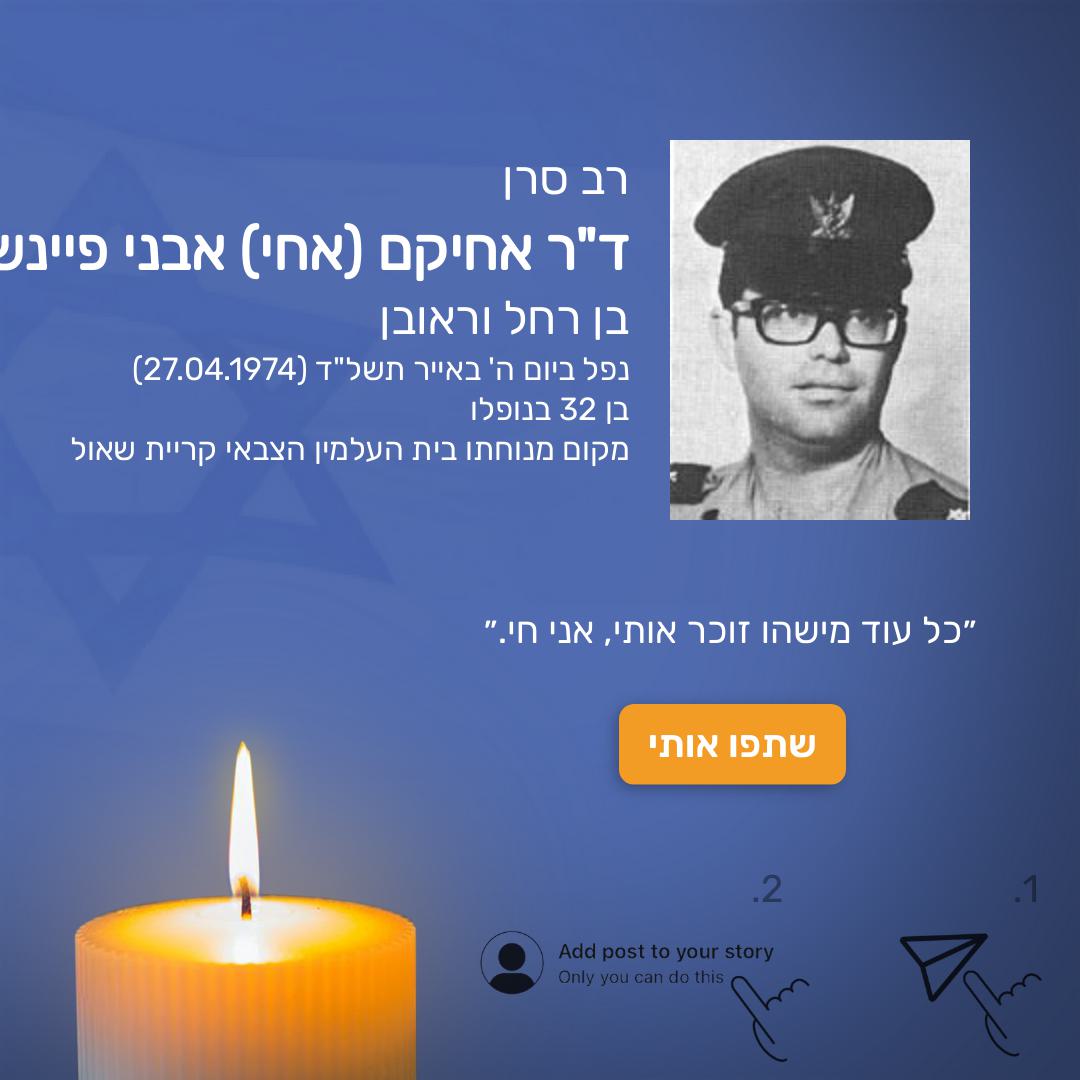 רב סרן
ד"ר אחיקם (אחי) אבני
בן רחל וראובן
נפל ביום ה' באייר תשל"ד (27.04.1974)
בן 32 בנופלו
מקום מנוחתו בית העלמין הצבאי קריית שאול
״כל עוד מישהו זוכר אותי, אני חי.״
שתפו אותי
1.
2.
Add post to your story
Only you can do this